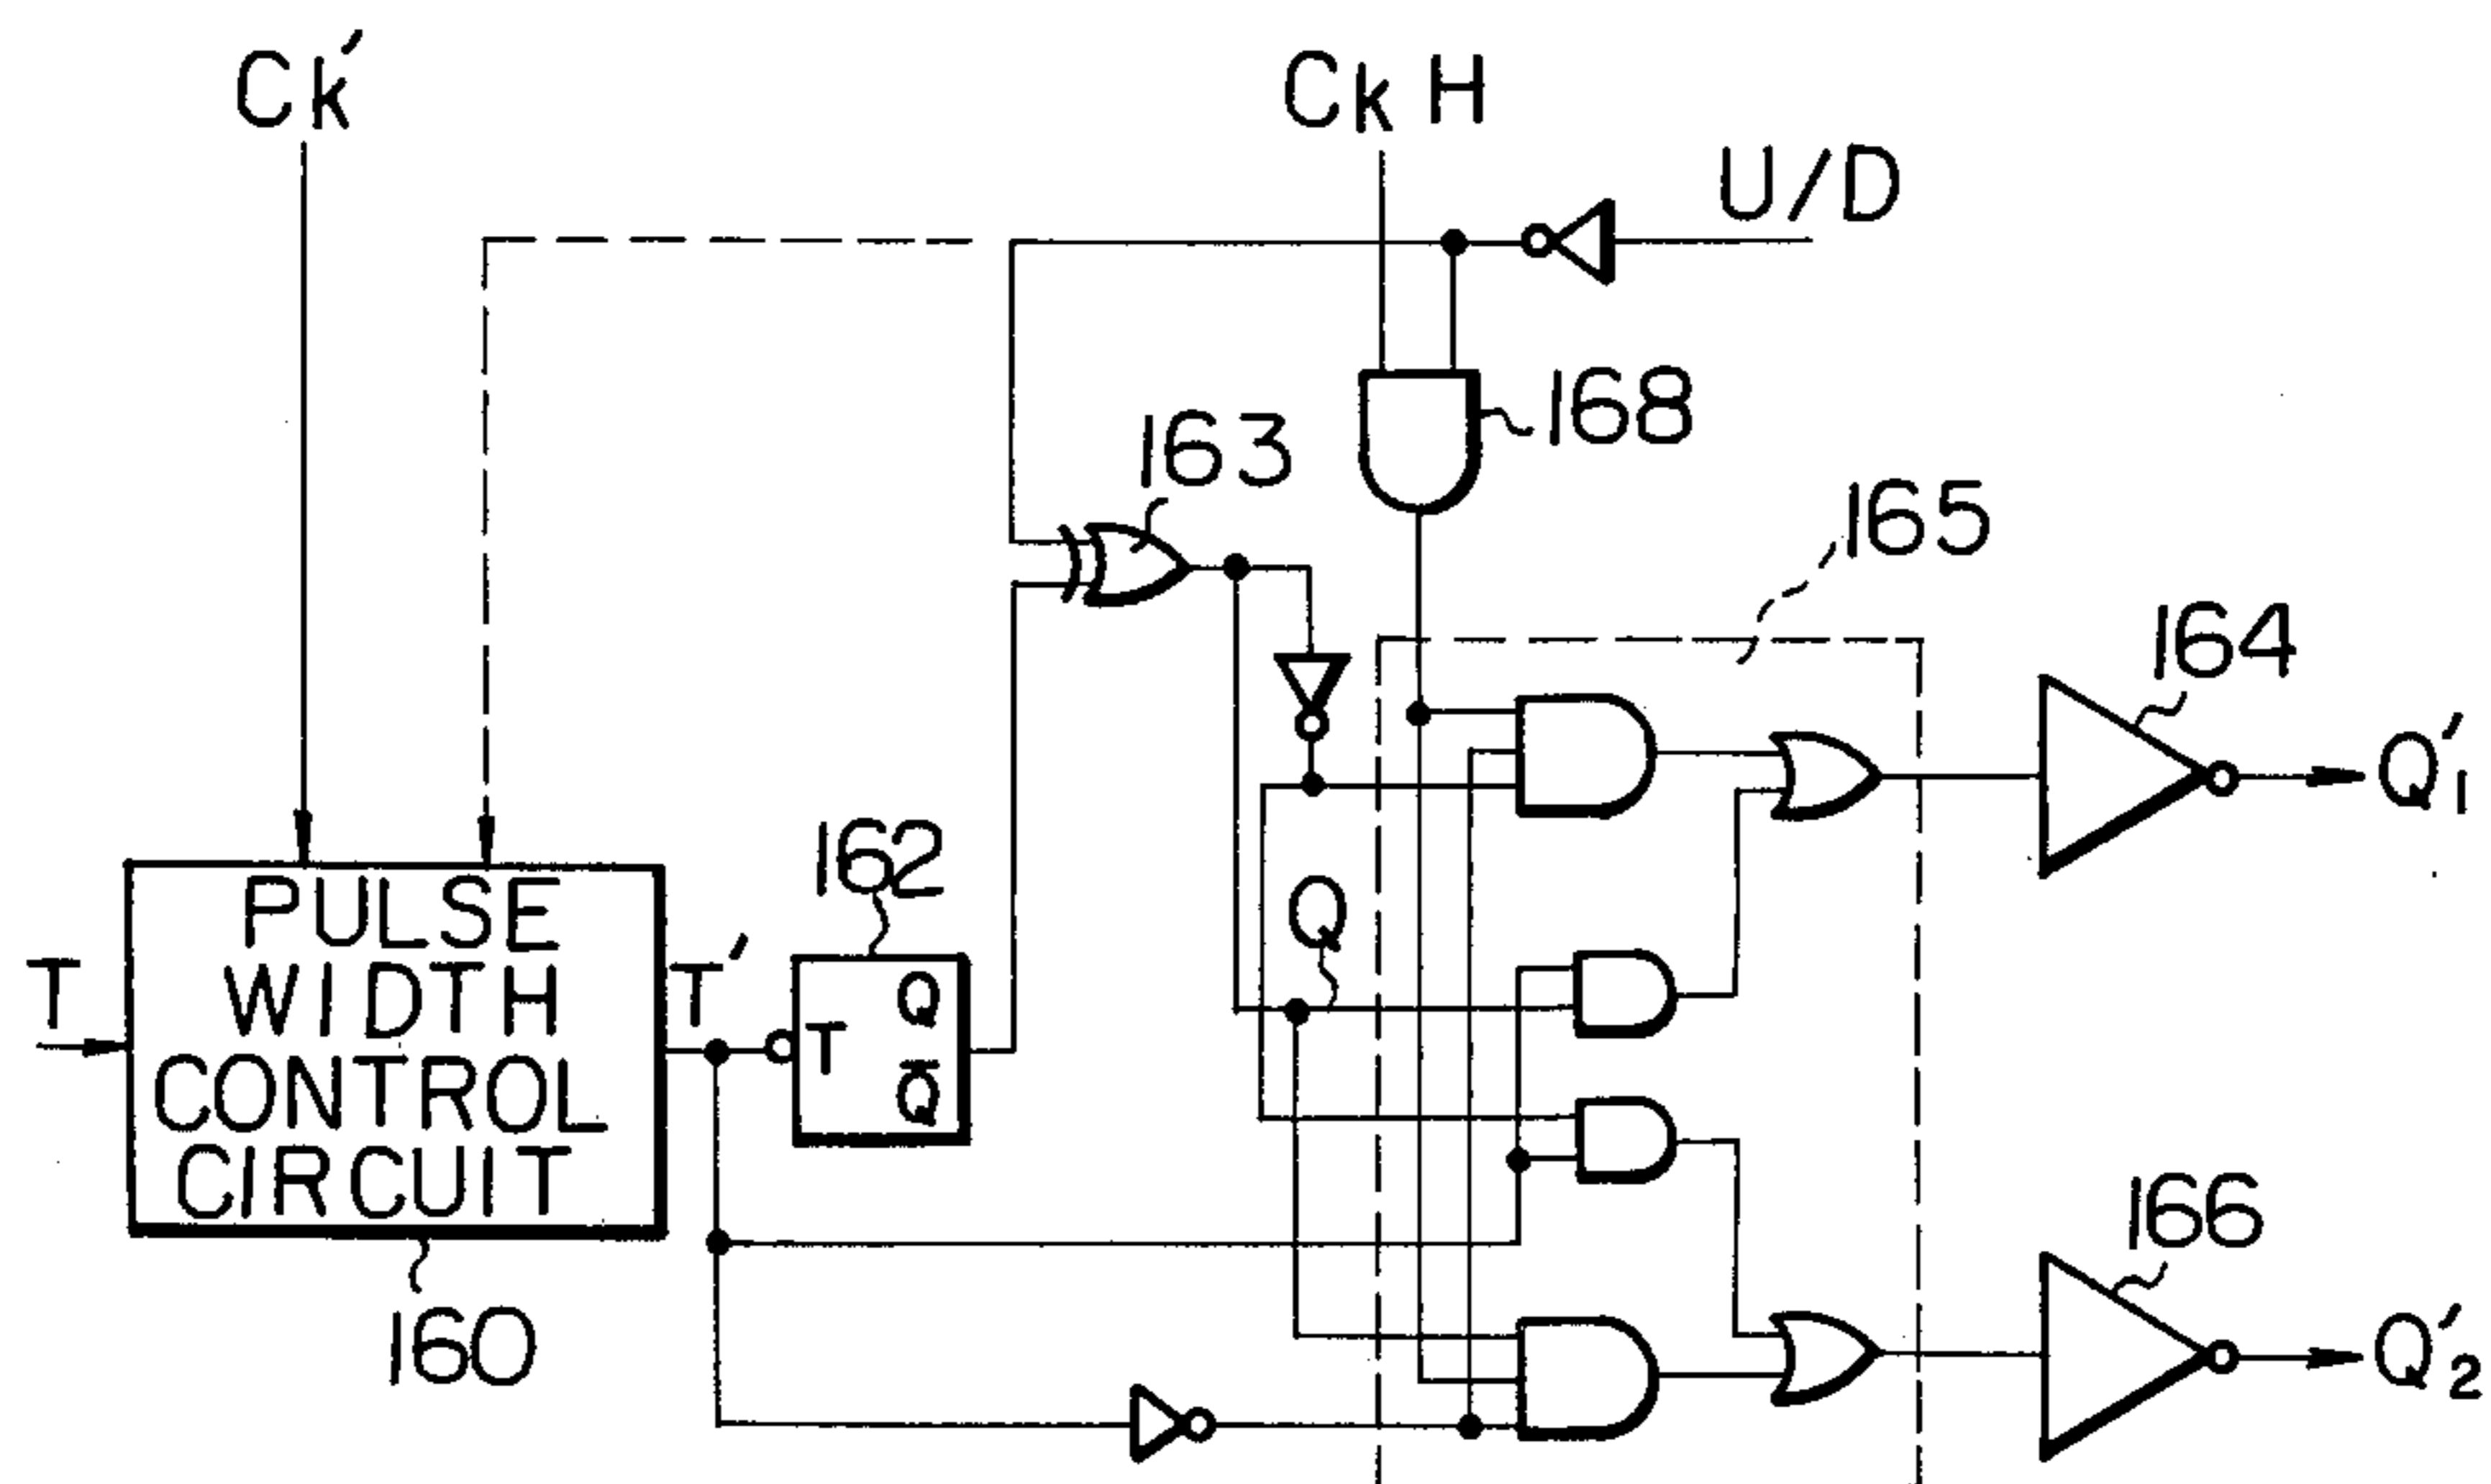 Ck'
Ck H
U/D
168
163
165
164
Q'1
162
Q
PULSE
WIDTH
CONTROL
CIRCUIT
T
T'
T
Q
Q̅
160
166
Q'2